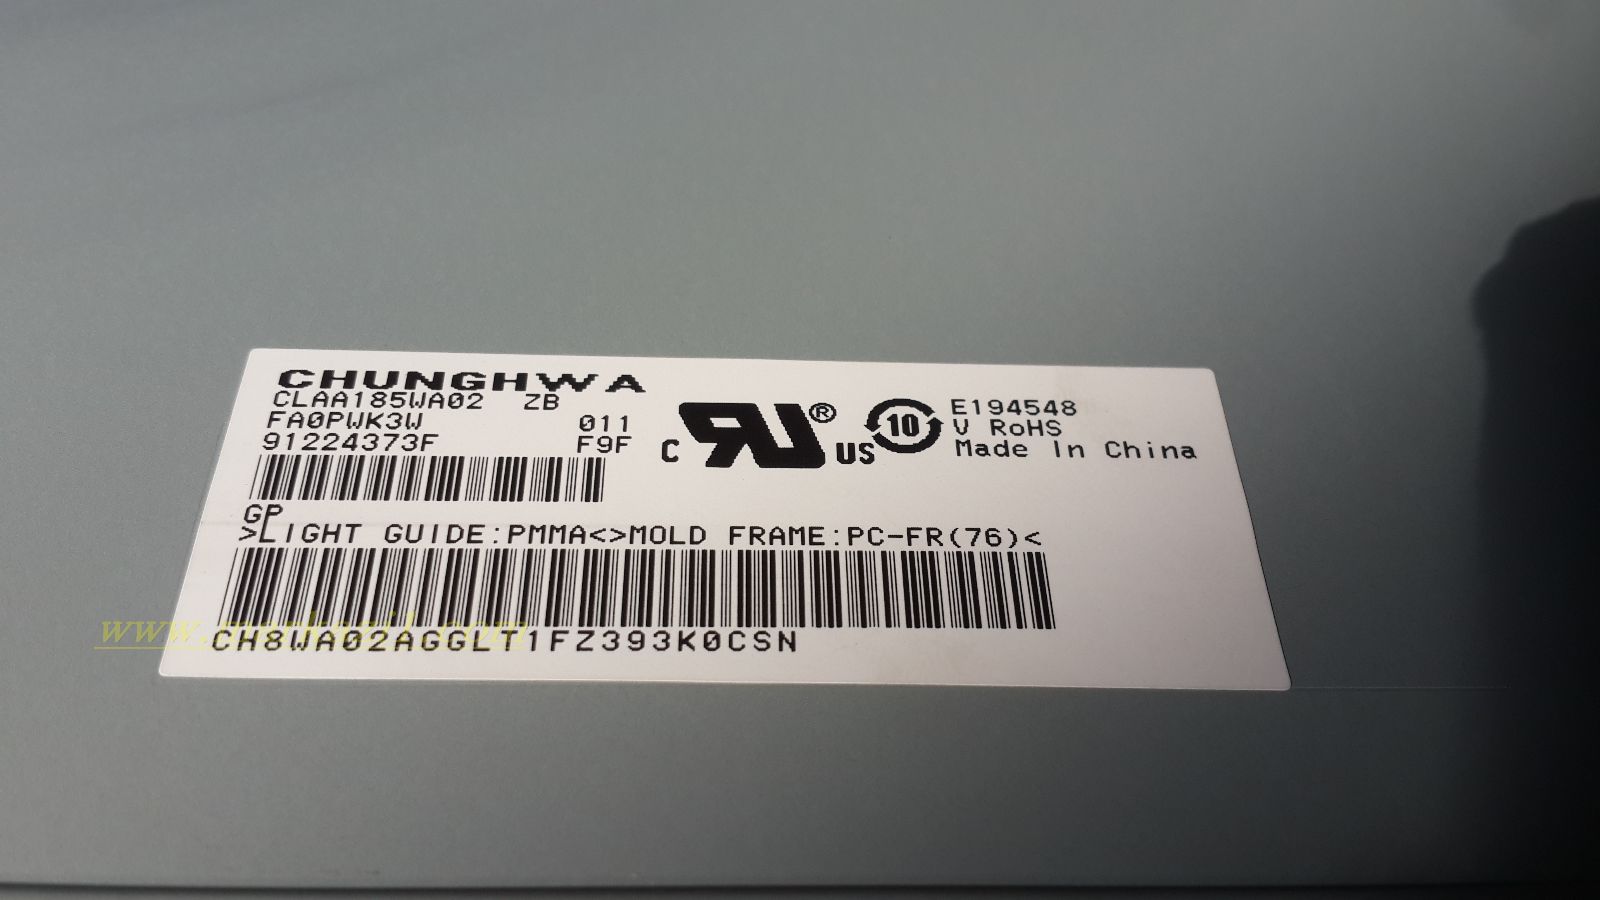 CHUNGHWA
CLAA185WA02 ZB
FA0PWK3W 011
91224373F F9F
C RU ® US
10
E194548
V RoHS
Made In China
GP
>LIGHT GUIDE:PMMA<>MOLD FRAME:PC-FR(76)<
CH8WA02AGGLT1FZ393K0CSN